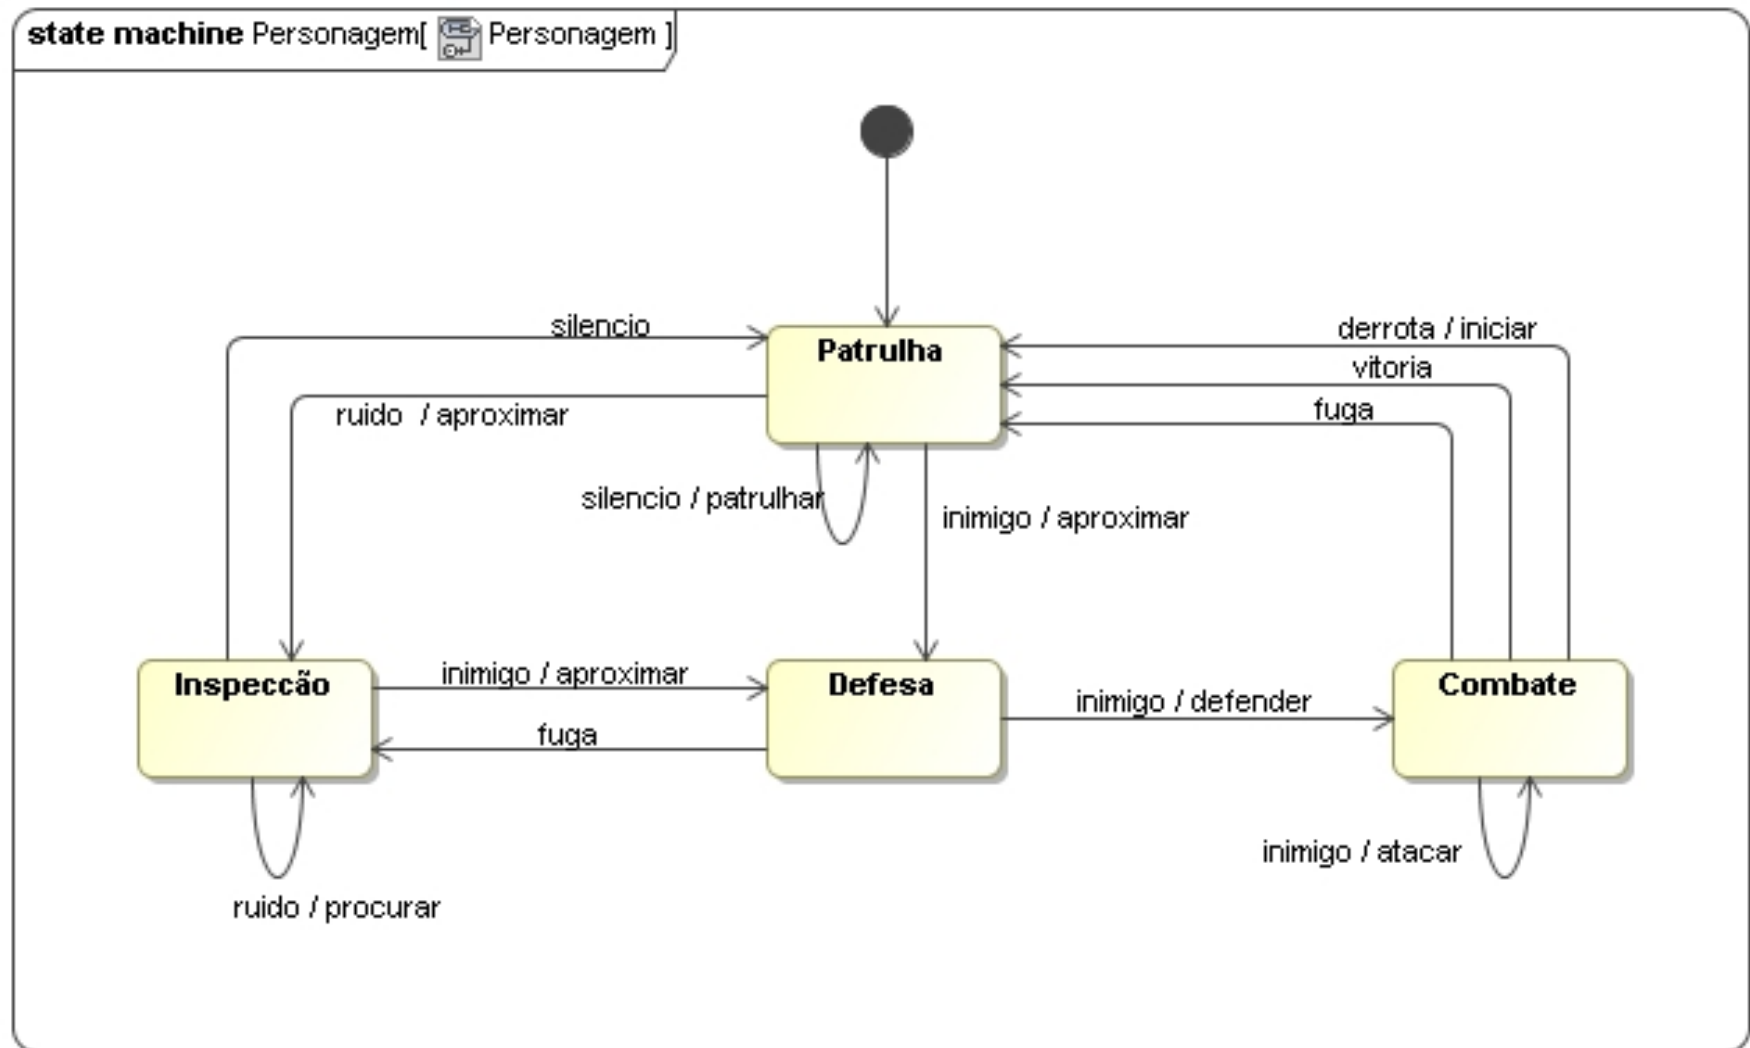 state machine Personagem[ Personagem ]
silencio
Patrulha
derrota / iniciar
vitoria
fuga
ruido / aproximar
silencio / patrulhar
inimigo / aproximar
Inspeccão
inimigo / aproximar
Defesa
inimigo / defender
Combate
fuga
inimigo / atacar
ruido / procurar